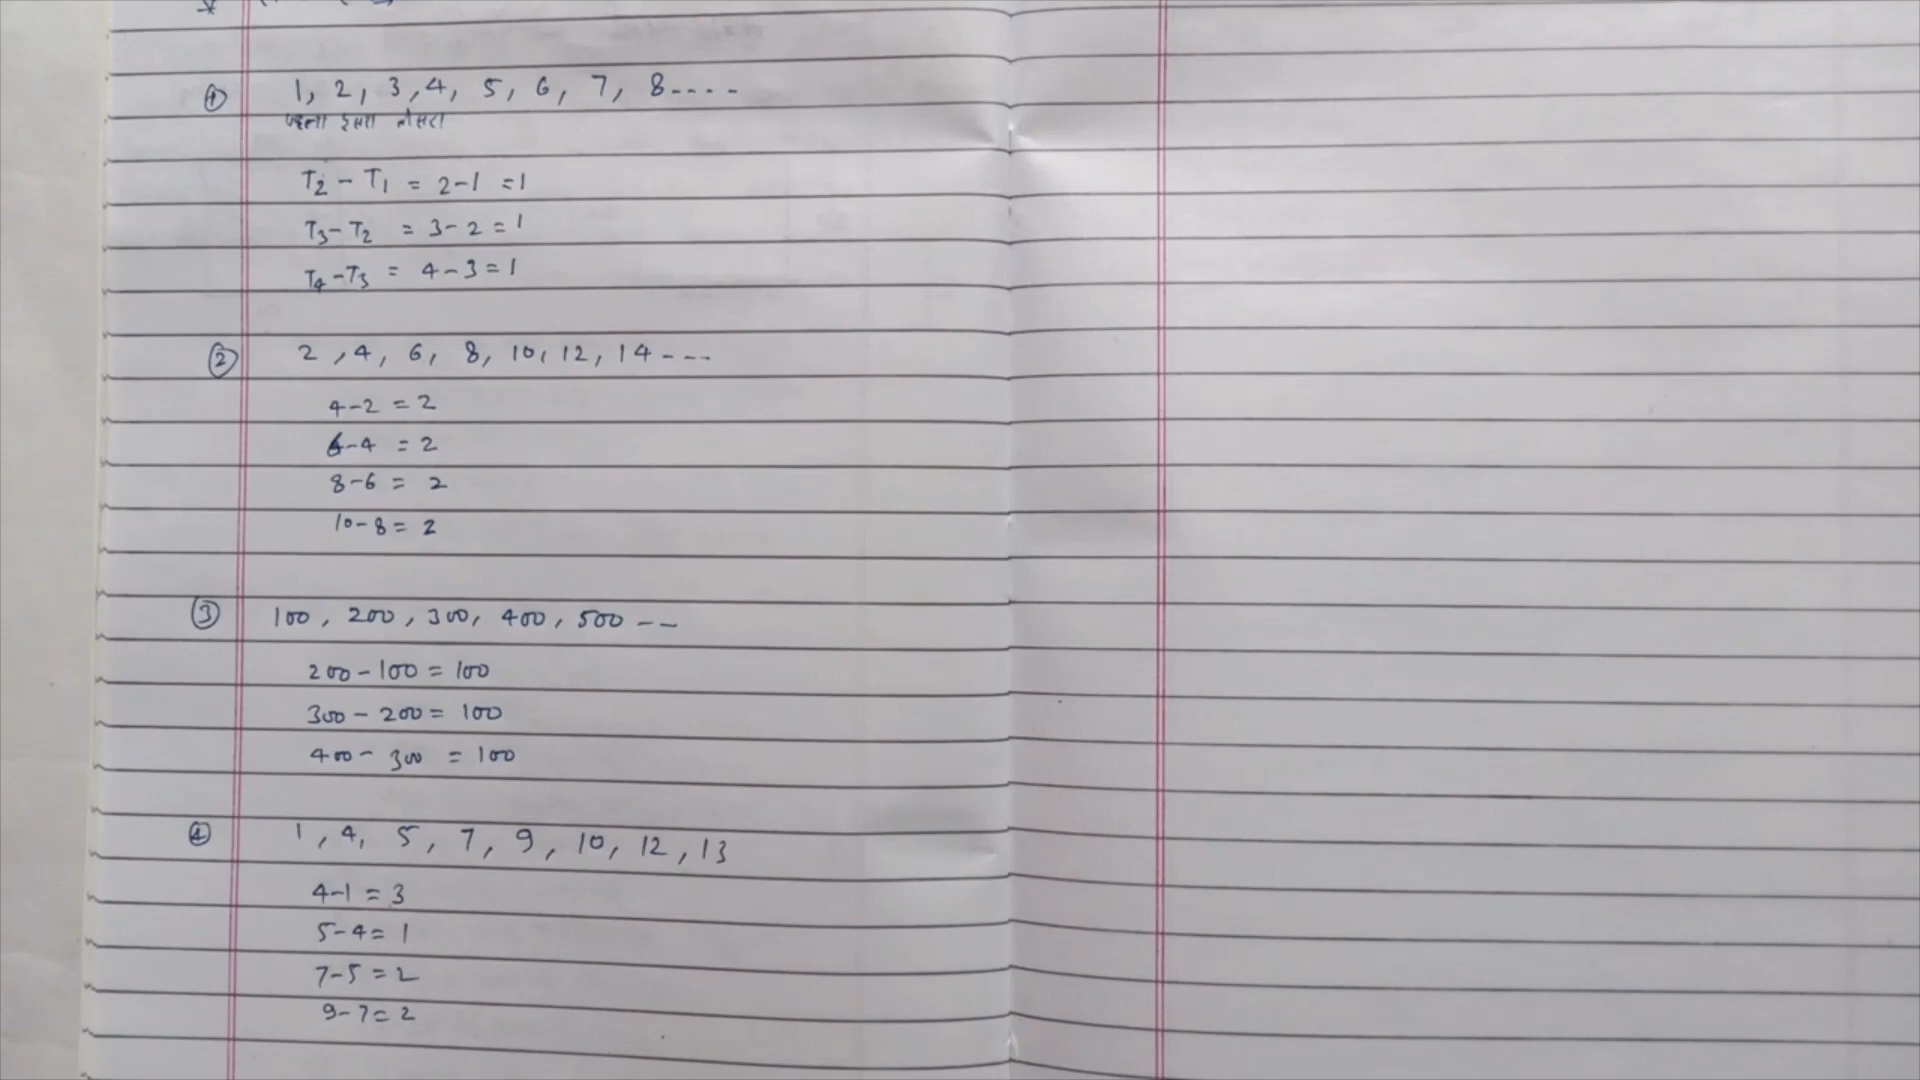 ① 1, 2, 3, 4, 5, 6, 7, 8....
पहला दूसरा तीसरा
T2 - T1 = 2-1 = 1
T3 - T2 = 3-2 = 1
T4 - T3 = 4-3 = 1
② 2, 4, 6, 8, 10, 12, 14 ----
4-2 = 2
6-4 = 2
8-6 = 2
10-8 = 2
③ 100, 200, 300, 400, 500 --
200-100 = 100
300-200 = 100
400-300 = 100
④ 1, 4, 5, 7, 9, 10, 12, 13
4-1 = 3
5-4 = 1
7-5 = 2
9-7 = 2